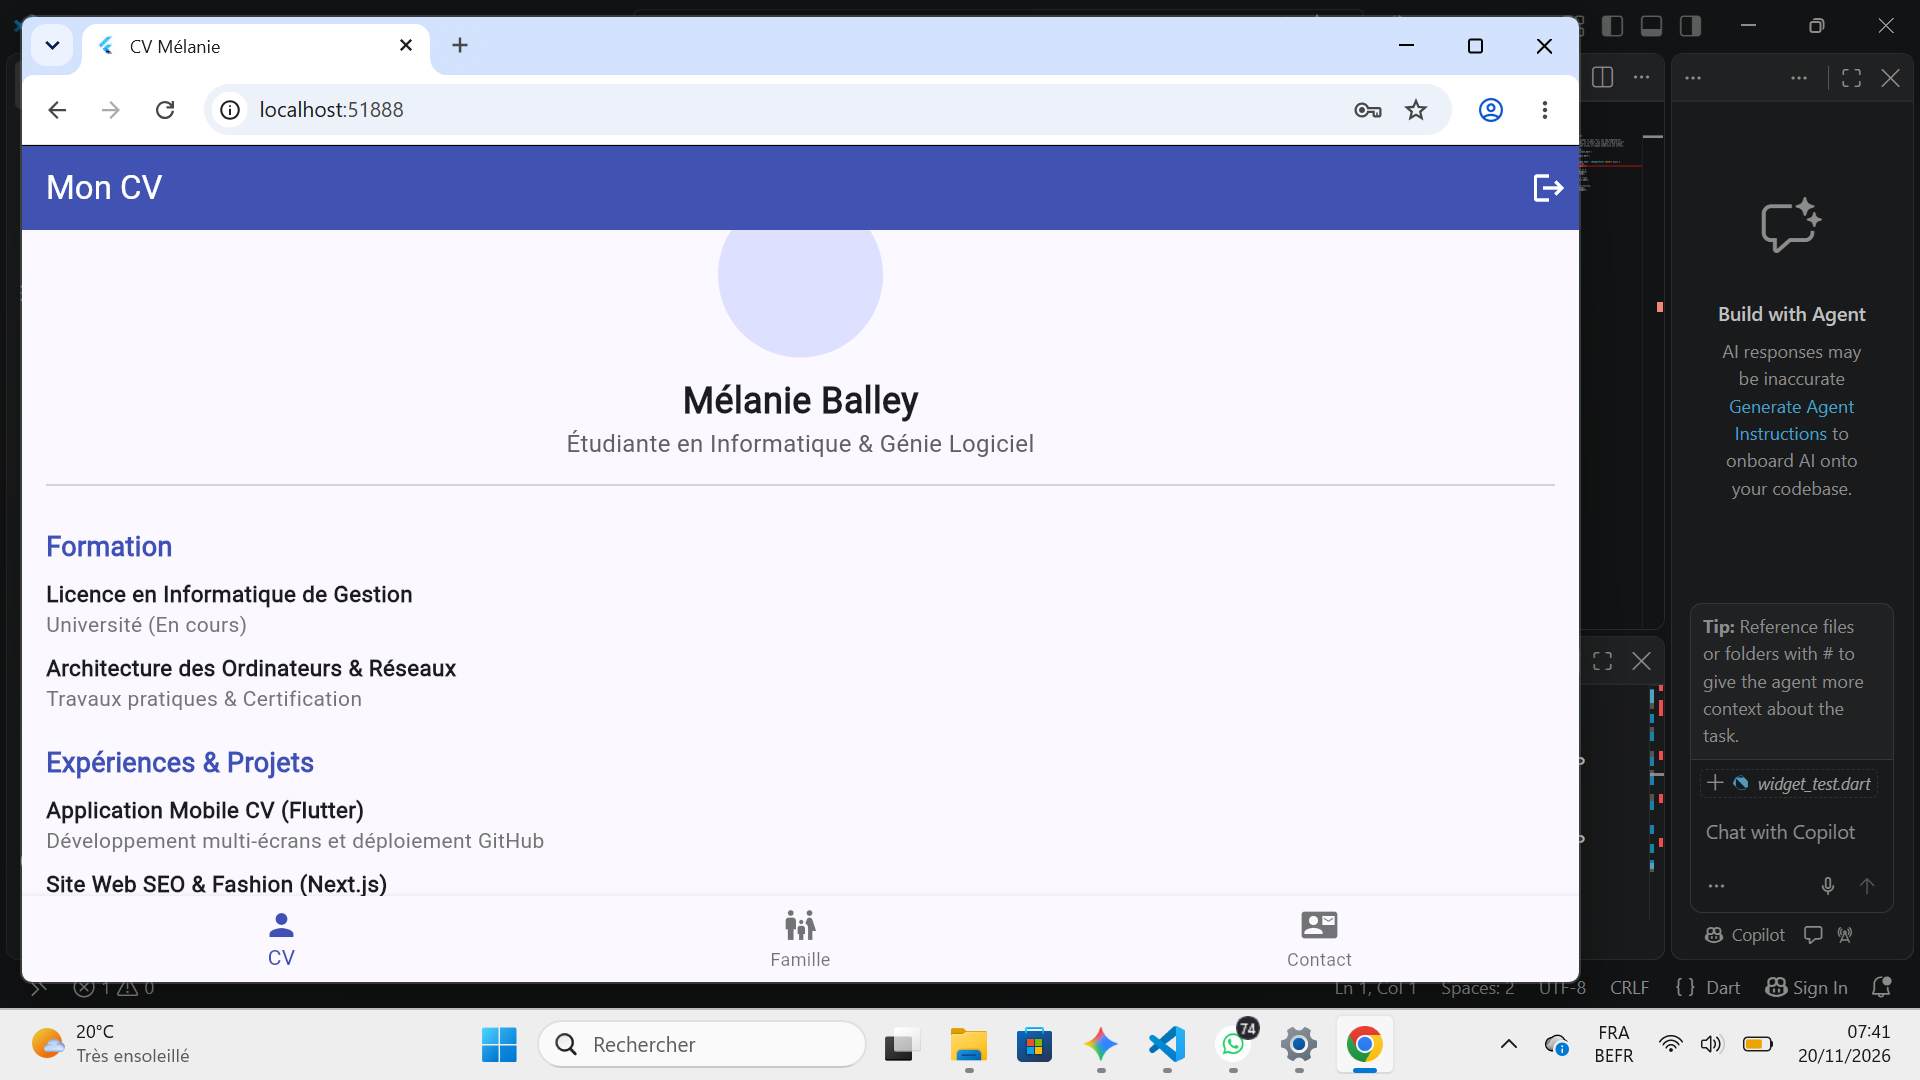 CV Mélanie
localhost:51888
Mon CV
Mélanie Balley
Étudiante en Informatique & Génie Logiciel
Formation
Licence en Informatique de Gestion
Université (En cours)
Architecture des Ordinateurs & Réseaux
Travaux pratiques & Certification
Expériences & Projets
Application Mobile CV (Flutter)
Développement multi-écrans et déploiement GitHub
Site Web SEO & Fashion (Next.js)
CV
Famille
Contact
Build with Agent
AI responses may
be inaccurate
Generate Agent
Instructions to
onboard AI onto
your codebase.
Tip: Reference files
or folders with # to
give the agent more
context about the
task.
widget_test.dart
Chat with Copilot
Copilot
1 0
Ln 1, Col 1
Spaces: 2
UTF-8
CRLF
{ } Dart
Sign In
20°C
Très ensoleillé
Rechercher
74
FRA
BEFR
07:41
20/11/2026